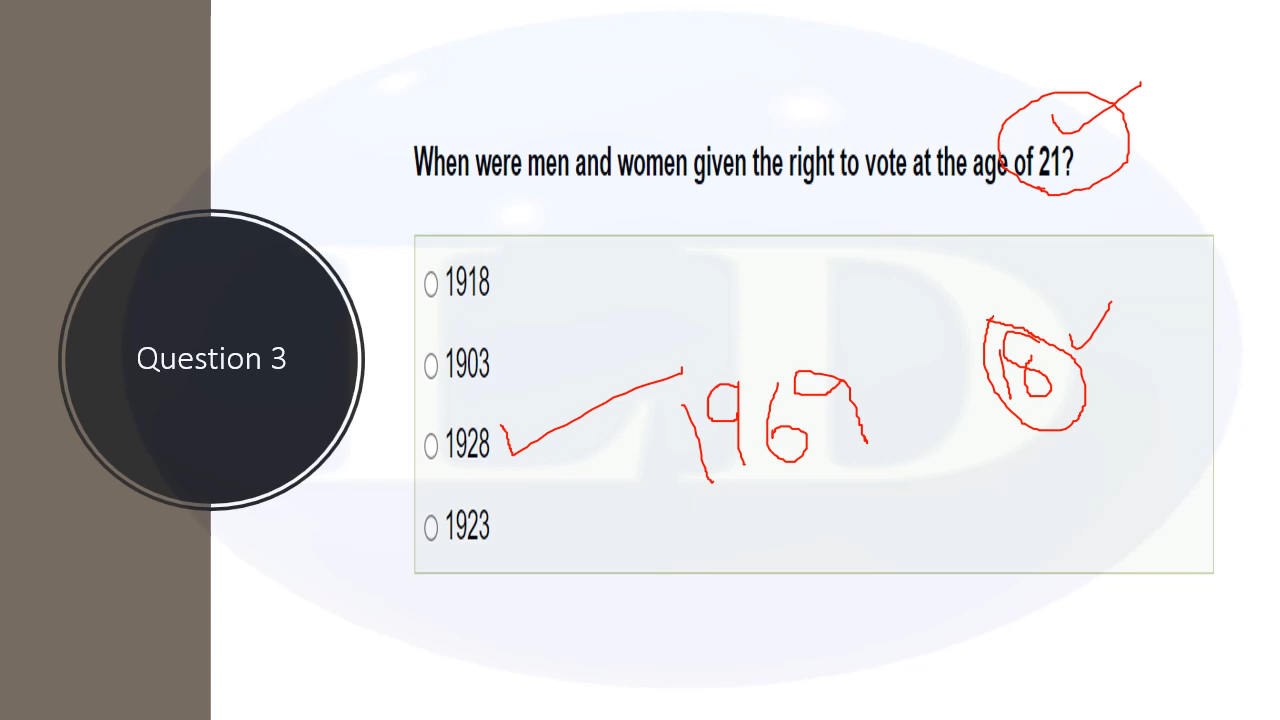 When were men and women given the right to vote at the age of 21?
1918
1903
Question 3
1928
1969
18
1923
LD